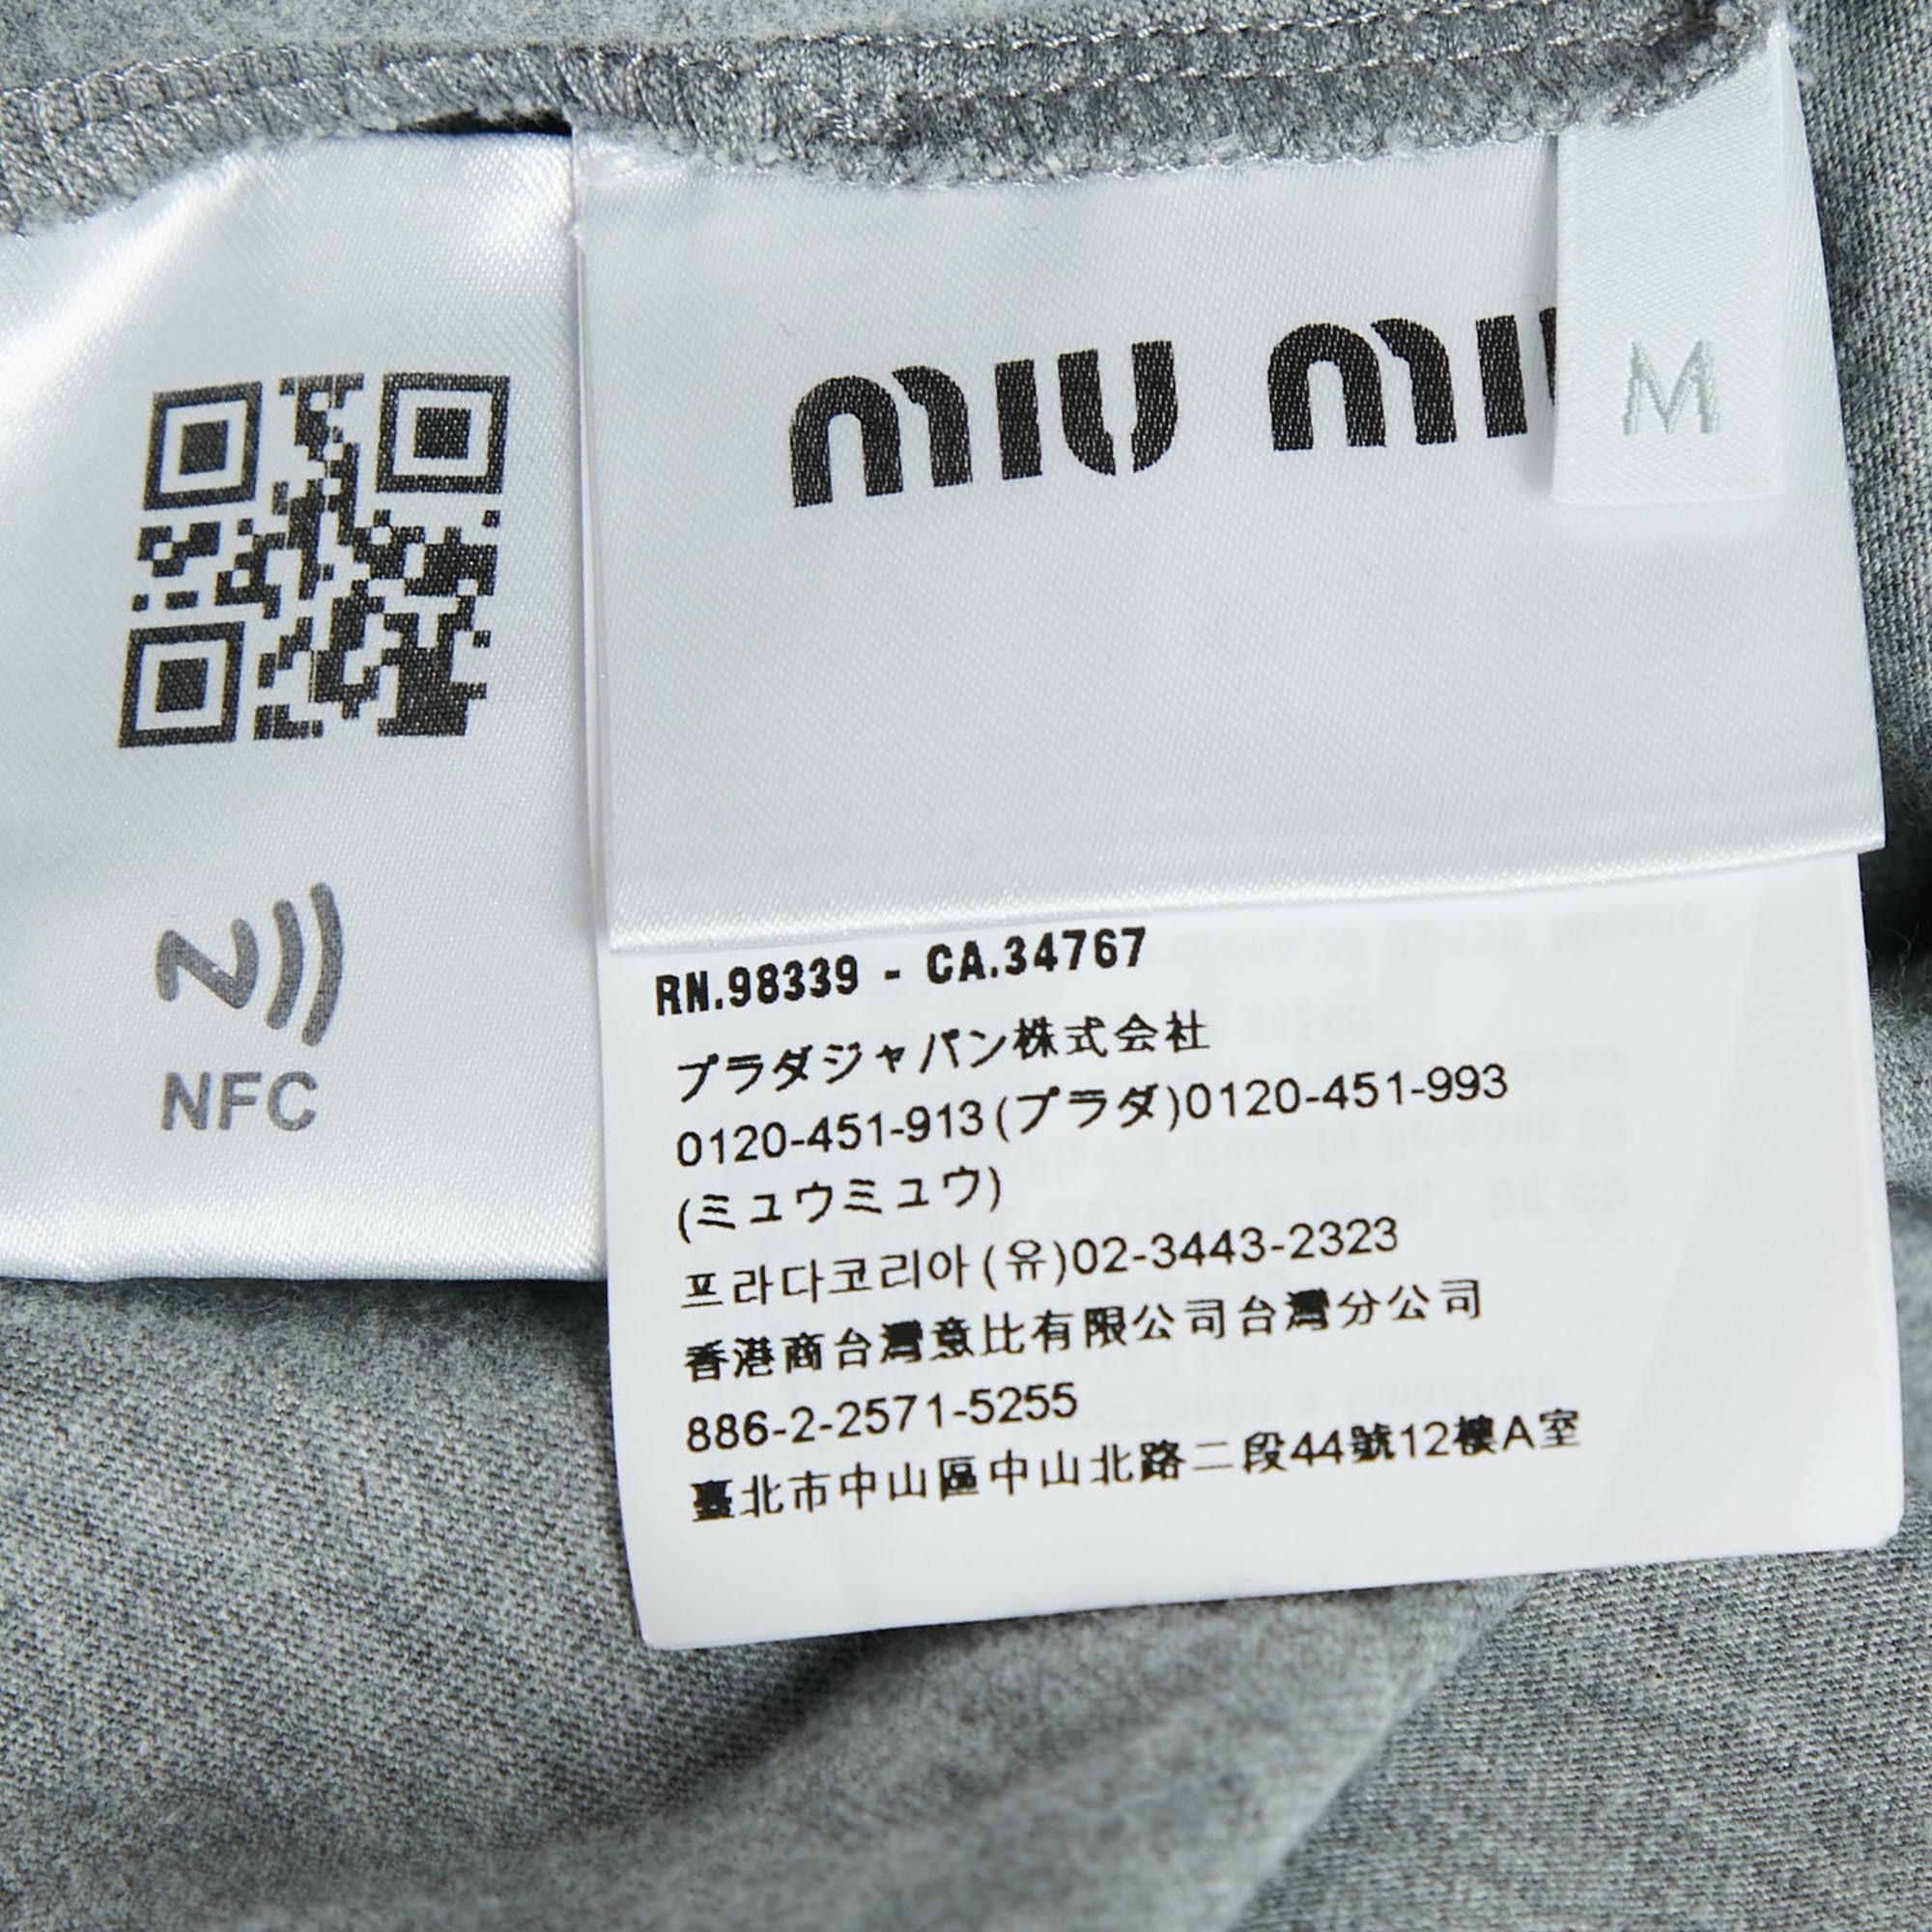 MIU MIU
M
NFC
RN.98339 - CA.34767
プラダジャパン株式会社
0120-451-913(プラダ)0120-451-993
(ミュウミュウ)
프라다코리아(유)02-3443-2323
香港商台灣意比有限公司台灣分公司
886-2-2571-5255
臺北市中山區中山北路二段44號12樓A室